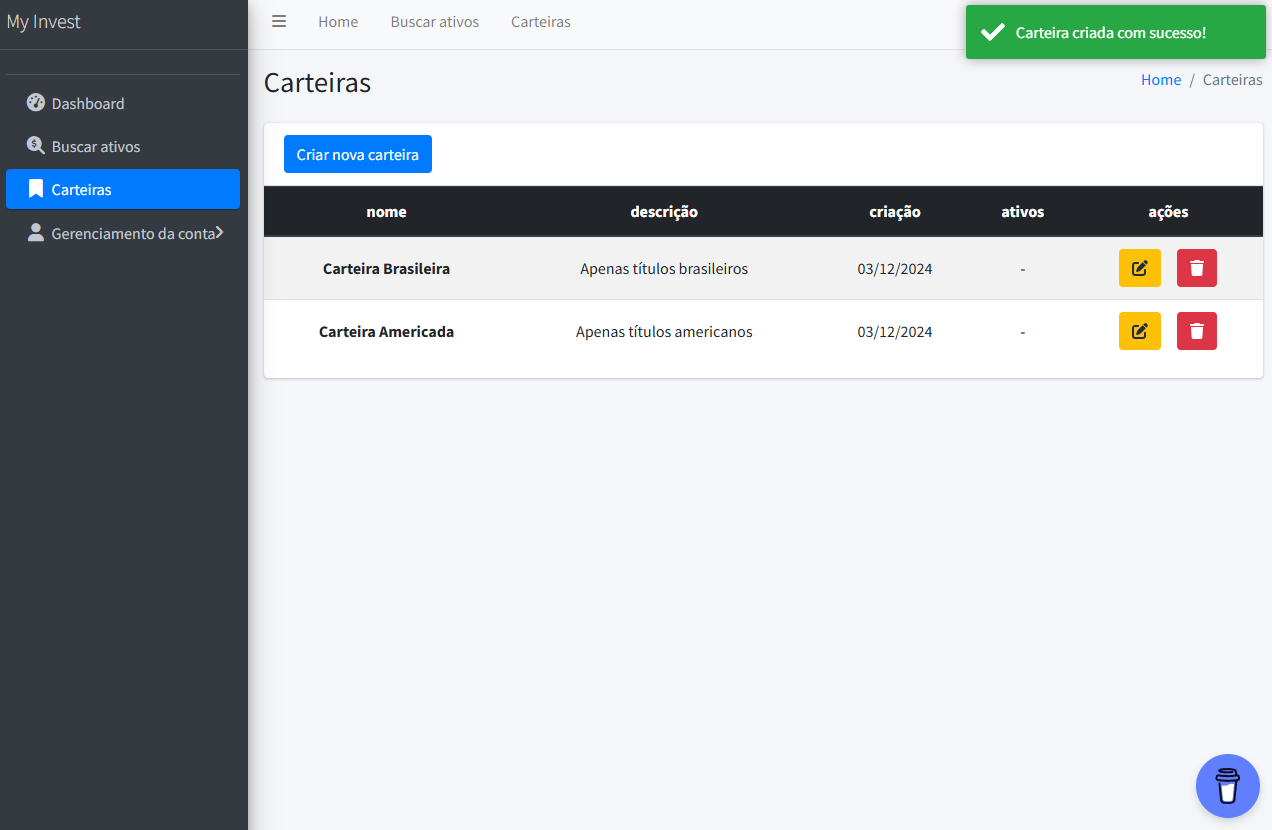 My Invest
Home Buscar ativos Carteiras
Carteira criada com sucesso!
Carteiras
Home / Carteiras
Dashboard
Buscar ativos
Carteiras
Gerenciamento da conta
Criar nova carteira
nome descrição criação ativos ações
Carteira Brasileira Apenas títulos brasileiros 03/12/2024 -
Carteira Americada Apenas títulos americanos 03/12/2024 -